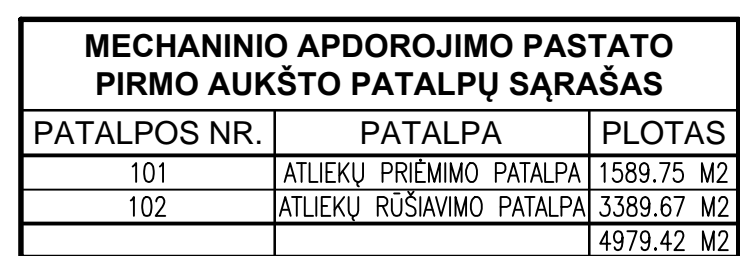 MECHANINIO APDOROJIMO PASTATO
PIRMO AUKŠTO PATALPŲ SĄRAŠAS
PATALPOS NR. PATALPA PLOTAS
101 ATLIEKŲ PRIĖMIMO PATALPA 1589.75 M2
102 ATLIEKŲ RŪŠIAVIMO PATALPA 3389.67 M2
4979.42 M2